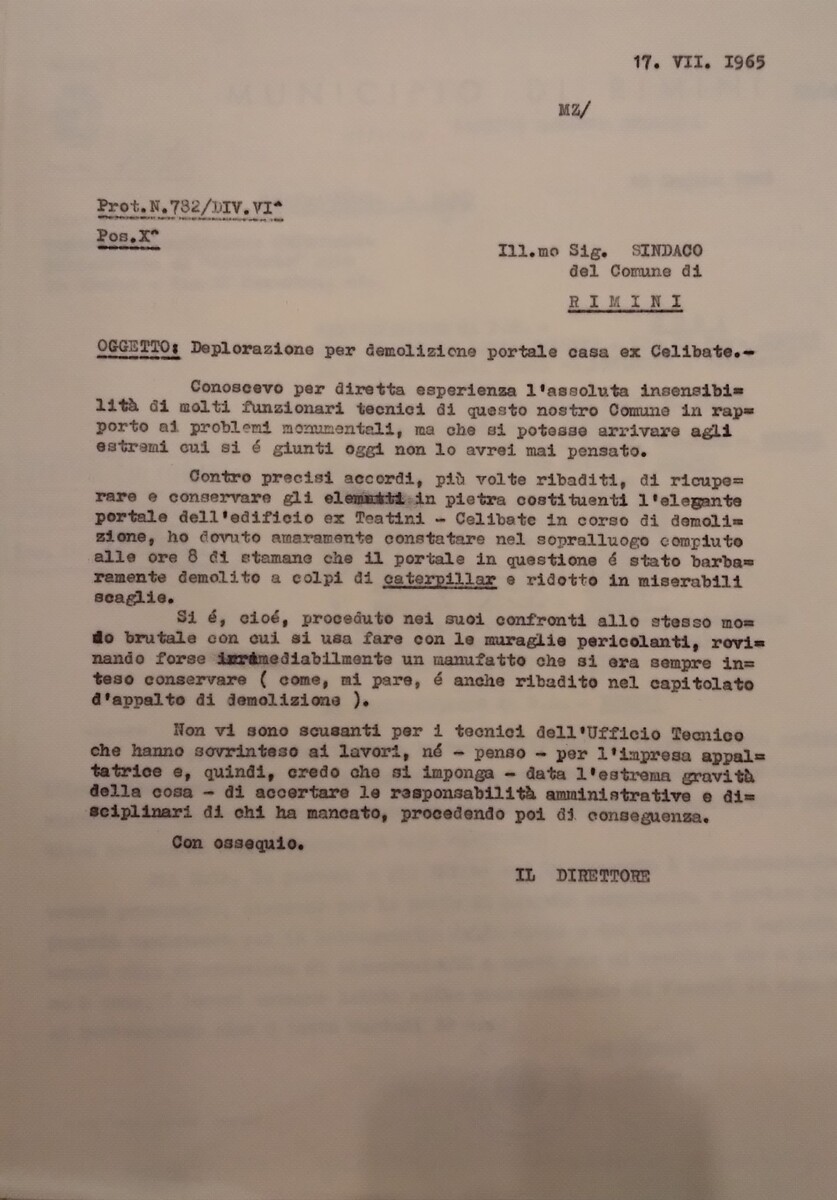 17. VII. 1965
MZ/
Prot.N.782/DIV.VI^
Pos.X^
Ill.mo Sig. SINDACO
del Comune di
R I M I N I
OGGETTO: Deplorazione per demolizione portale casa ex Celibate.-
Conoscevo per diretta esperienza l'assoluta insensibi=
lità di molti funzionari tecnici di questo nostro Comune in rap=
porto ai problemi monumentali, ma che si potesse arrivare agli
estremi cui si é giunti oggi non lo avrei mai pensato.
Contro precisi accordi, più volte ribaditi, di ricupe=
rare e conservare gli elementi in pietra costituenti l'elegante
portale dell'edificio ex Teatini - Celibate in corso di demoli=
zione, ho dovuto amaramente constatare nel sopralluogo compiuto
alle ore 8 di stamane che il portale in questione é stato barba=
ramente demolito a colpi di caterpillar e ridotto in miserabili
scaglie.
Si é, cioé, proceduto nei suoi confronti allo stesso mo=
do brutale con cui si usa fare con le muraglie pericolanti, rovi=
nando forse irrimediabilmente un manufatto che si era sempre in=
teso conservare ( come, mi pare, é anche ribadito nel capitolato
d'appalto di demolizione ).
Non vi sono scusanti per i tecnici dell'Ufficio Tecnico
che hanno sovrinteso ai lavori, né - penso - per l'impresa appal=
tatrice e, quindi, credo che si imponga - data l'estrema gravità
della cosa - di accertare le responsabilità amministrative e di=
sciplinari di chi ha mancato, procedendo poi di conseguenza.
Con ossequio.
IL DIRETTORE